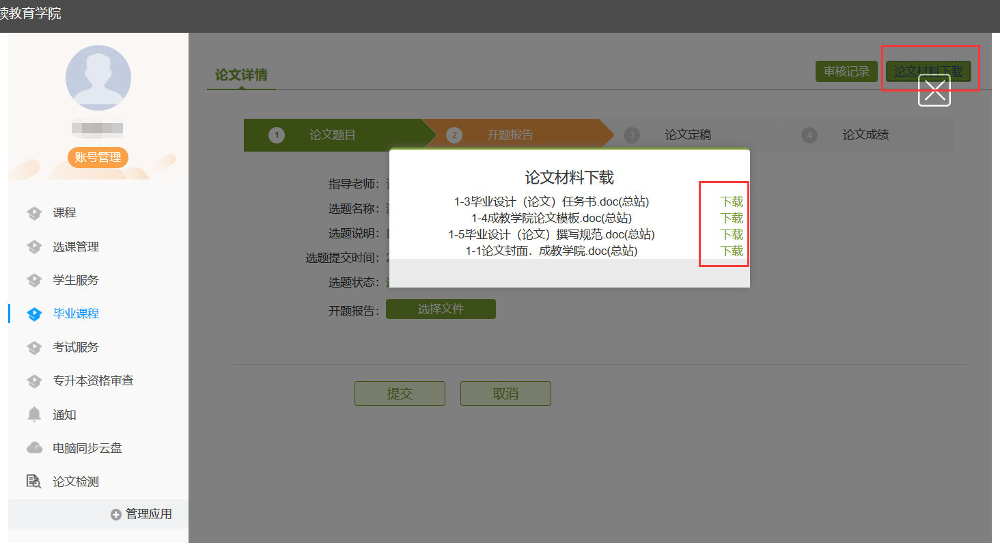 读教育学院
账号管理
课程
选课管理
学生服务
毕业课程
考试服务
专升本资格审查
通知
电脑同步云盘
论文检测
管理应用
论文详情
审核记录
论文材料下载
1 论文题目
2 开题报告
3 论文定稿
4 论文成绩
指导老师：
选题名称：
选题说明：
选题提交时间：2
选题状态：
开题报告：
选择文件
论文材料下载
1-3毕业设计（论文）任务书.doc(总站) 下载
1-4成教学院论文模板.doc(总站) 下载
1-5毕业设计（论文）撰写规范.doc(总站) 下载
1-1论文封面．成教学院.doc(总站) 下载
提交
取消